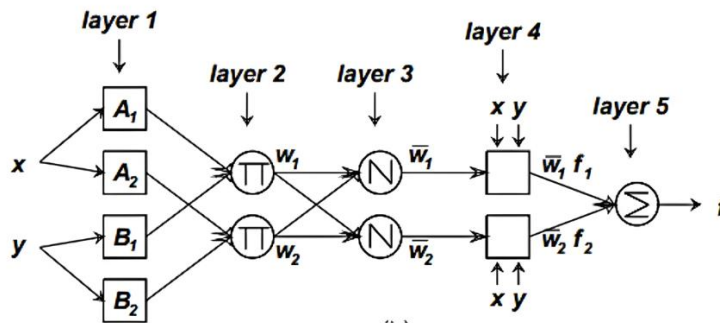 layer 1
layer 4
layer 2 layer 3
layer 5
x y
A₁
w₁ w̅₁ w̅₁ f₁
x A₂ Π N
Σ f
y B₁ Π N
w₂ w̅₂ w̅₂ f₂
B₂
x y